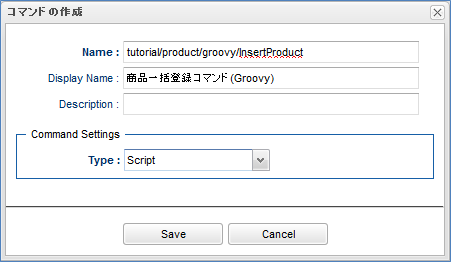 コマンドの作成
Name : tutorial/product/groovy/InsertProduct
Display Name : 商品一括登録コマンド(Groovy)
Description :
Command Settings
Type : Script
Save Cancel